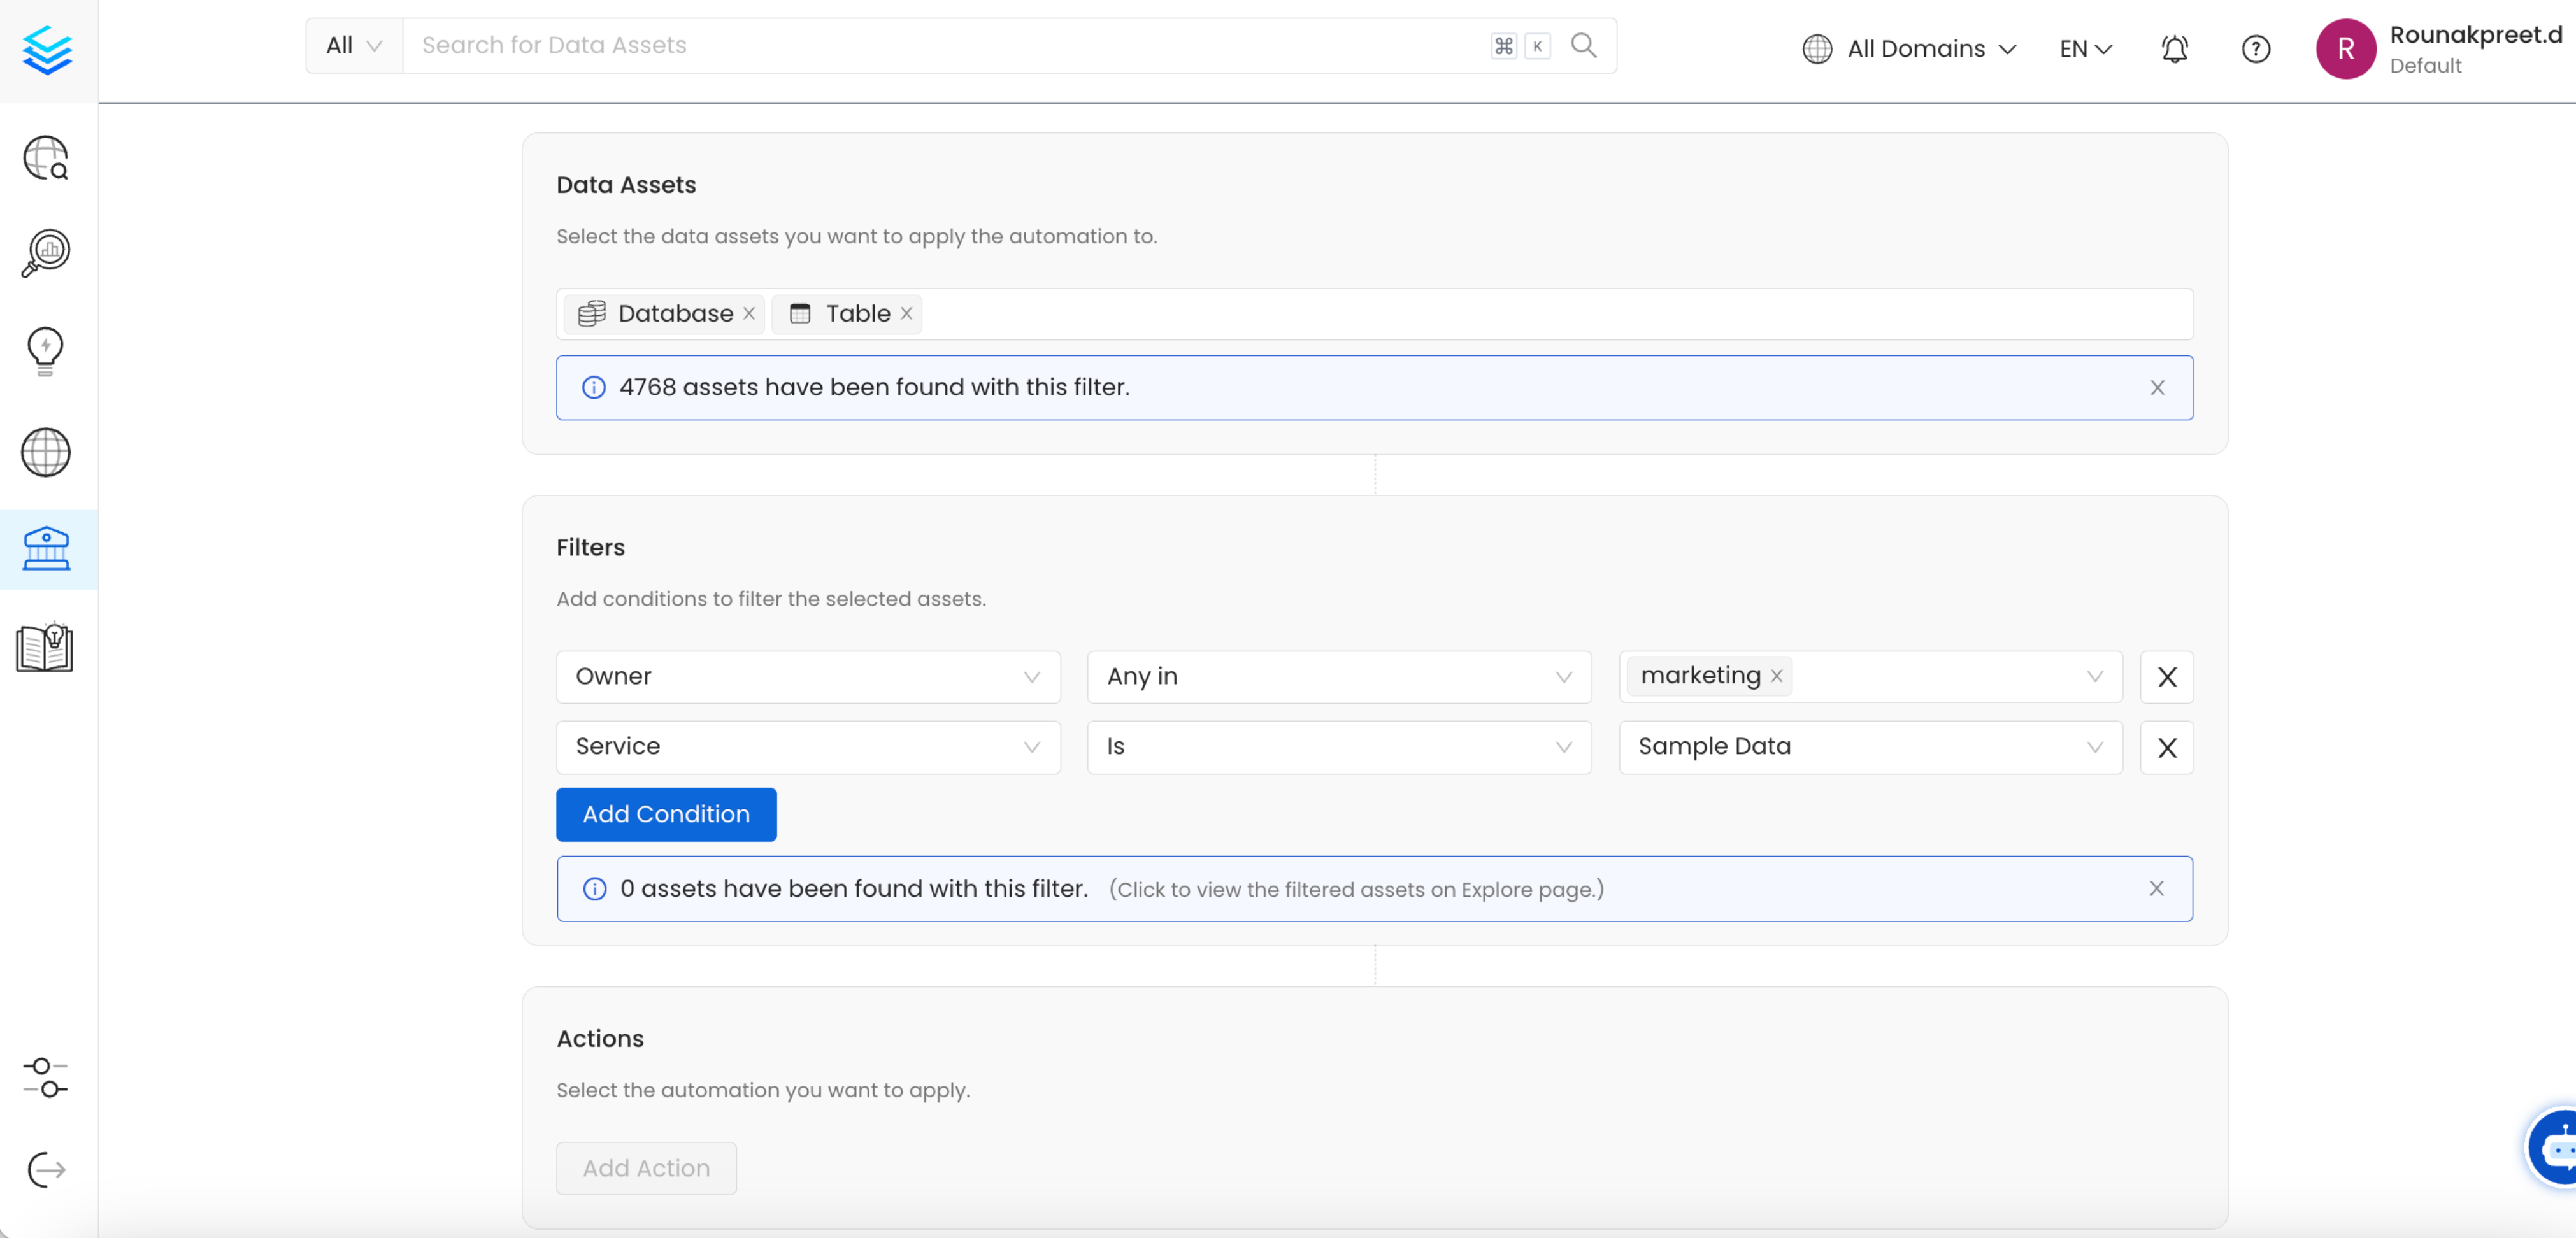 All
Search for Data Assets
⌘ K
All Domains
EN
R
Rounakpreet.d
Default
Data Assets
Select the data assets you want to apply the automation to.
Database Table
4768 assets have been found with this filter.
Filters
Add conditions to filter the selected assets.
Owner Any in marketing
Service Is Sample Data
Add Condition
0 assets have been found with this filter. (Click to view the filtered assets on Explore page.)
Actions
Select the automation you want to apply.
Add Action